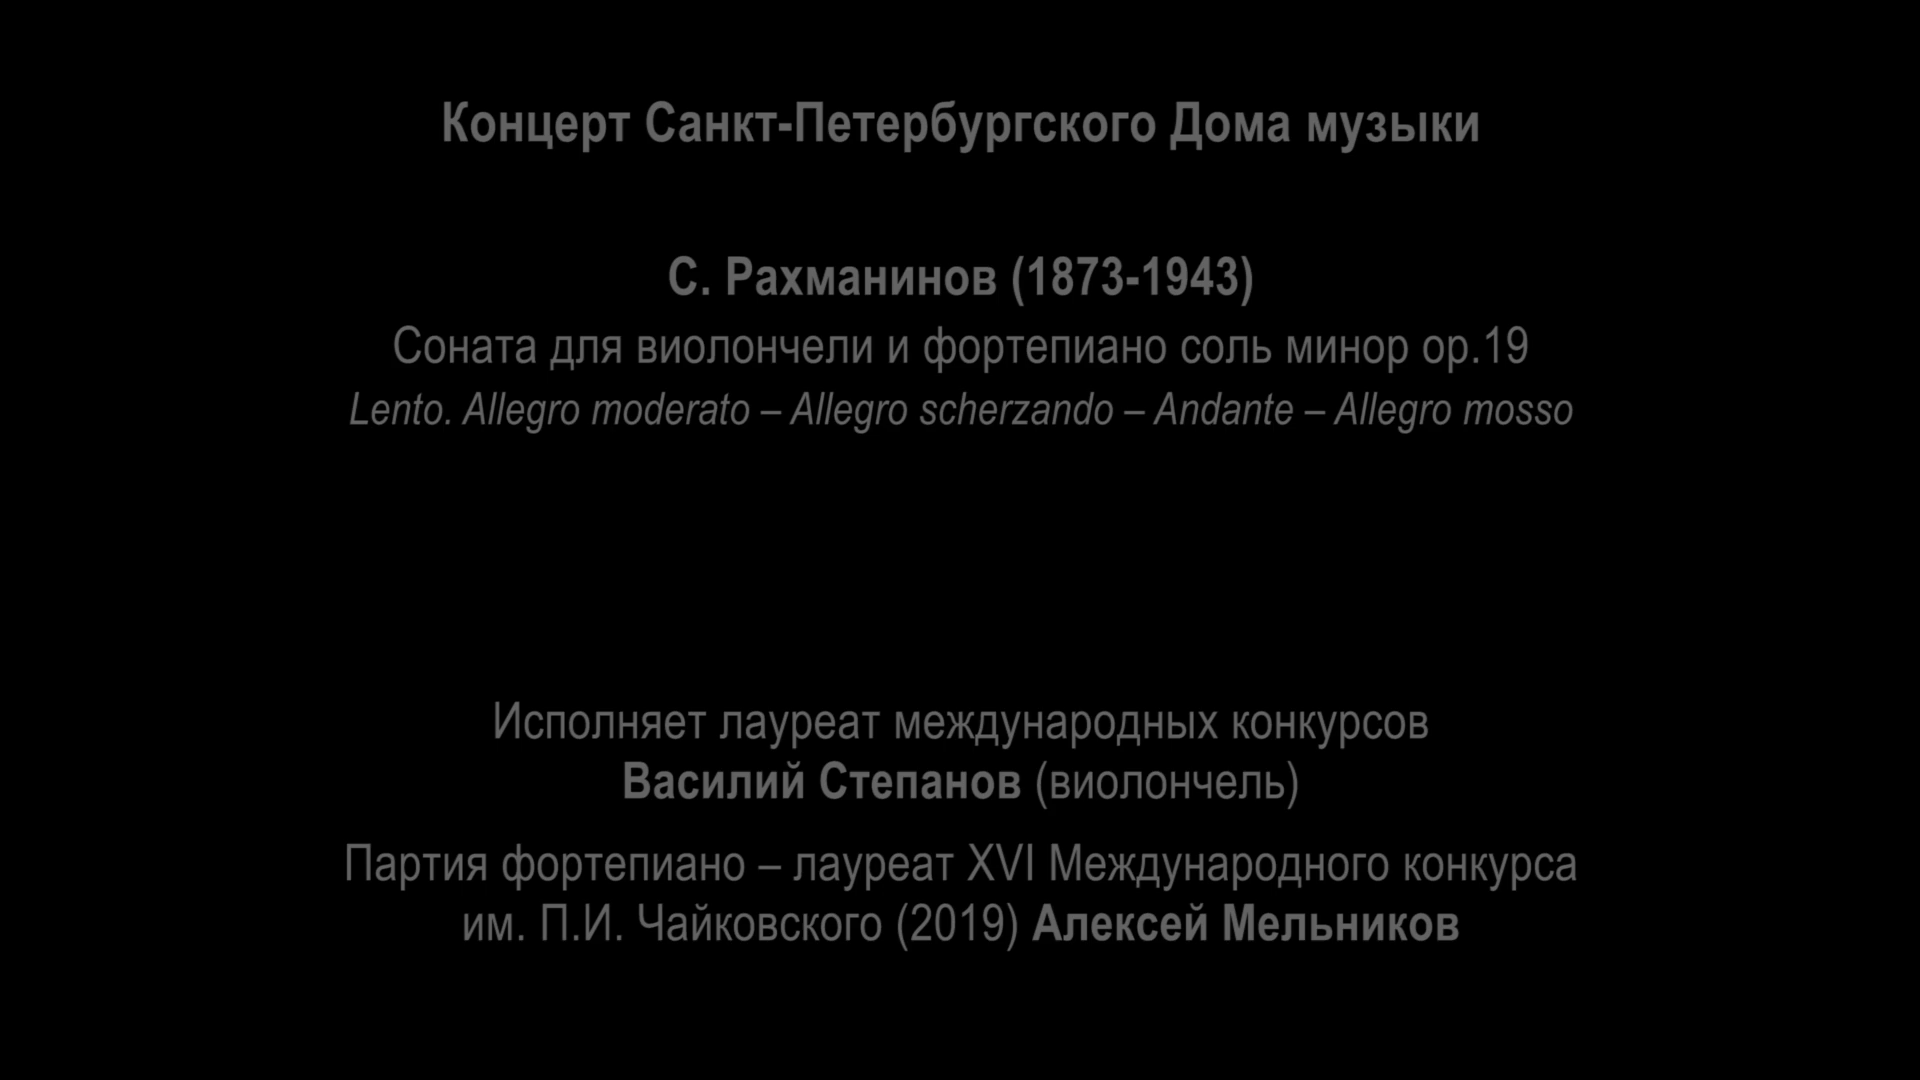 Концерт Санкт-Петербургского Дома музыки
С. Рахманинов (1873-1943)
Соната для виолончели и фортепиано соль минор ор.19
Lento. Allegro moderato – Allegro scherzando – Andante – Allegro mosso
Исполняет лауреат международных конкурсов
Василий Степанов (виолончель)
Партия фортепиано – лауреат XVI Международного конкурса
им. П.И. Чайковского (2019) Алексей Мельников